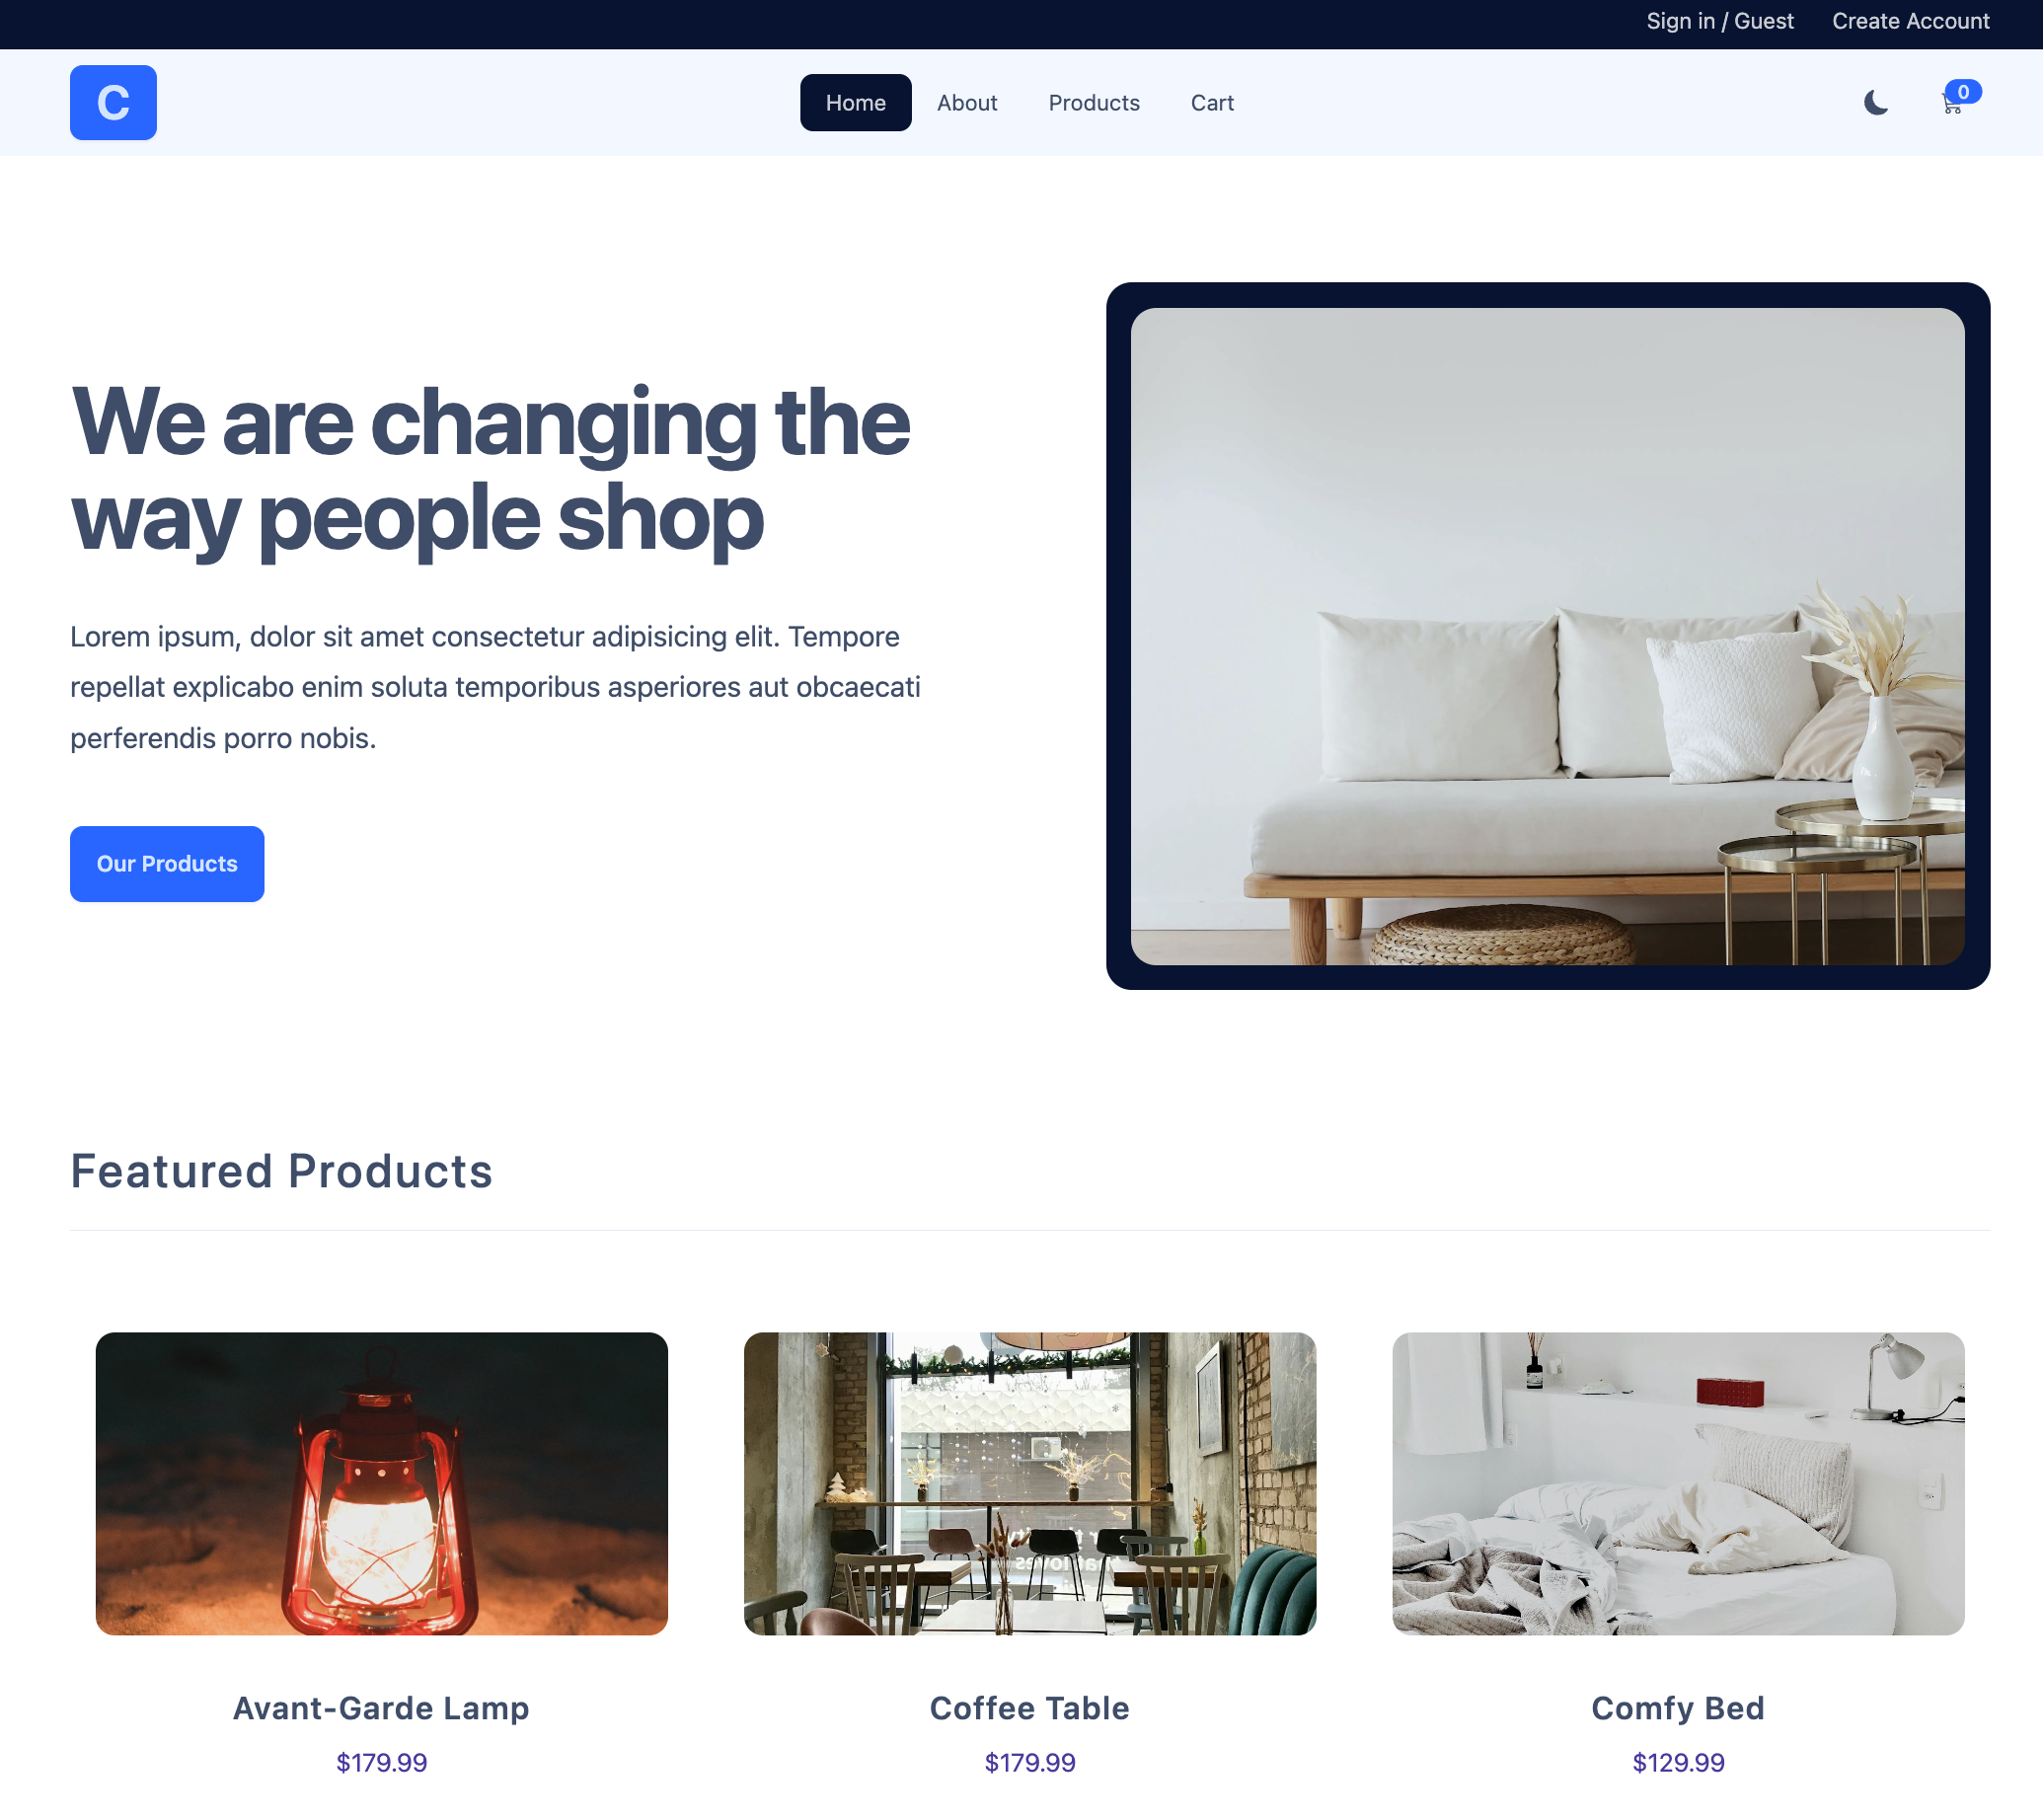 Sign in / Guest Create Account
C Home About Products Cart 0
We are changing the
way people shop
Lorem ipsum, dolor sit amet consectetur adipisicing elit. Tempore
repellat explicabo enim soluta temporibus asperiores aut obcaecati
perferendis porro nobis.
Our Products
Featured Products
Avant-Garde Lamp
$179.99
Coffee Table
$179.99
Comfy Bed
$129.99